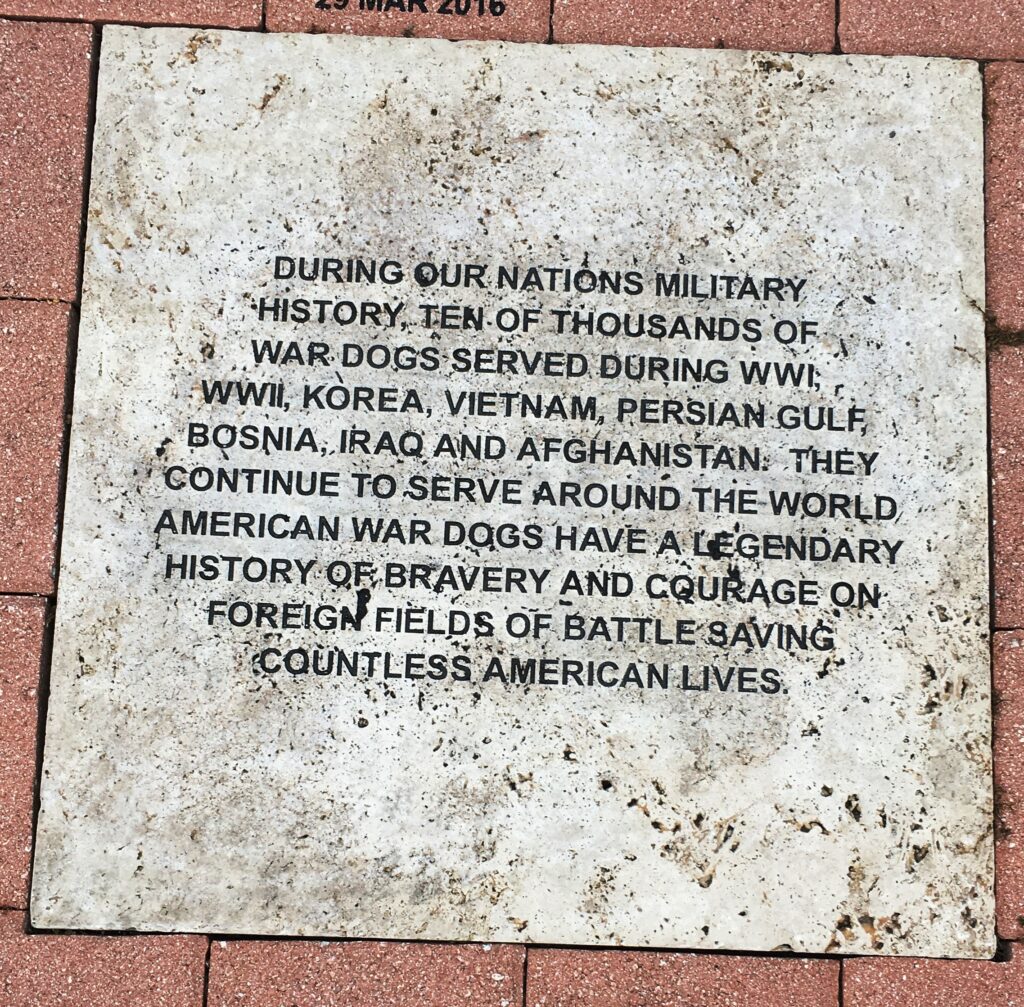 29 MAR 2016
DURING OUR NATIONS MILITARY
HISTORY, TEN OF THOUSANDS OF
WAR DOGS SERVED DURING WWI,
WWII, KOREA, VIETNAM, PERSIAN GULF,
BOSNIA, IRAQ AND AFGHANISTAN. THEY
CONTINUE TO SERVE AROUND THE WORLD
AMERICAN WAR DOGS HAVE A LEGENDARY
HISTORY OF BRAVERY AND COURAGE ON
FOREIGN FIELDS OF BATTLE SAVING
COUNTLESS AMERICAN LIVES.